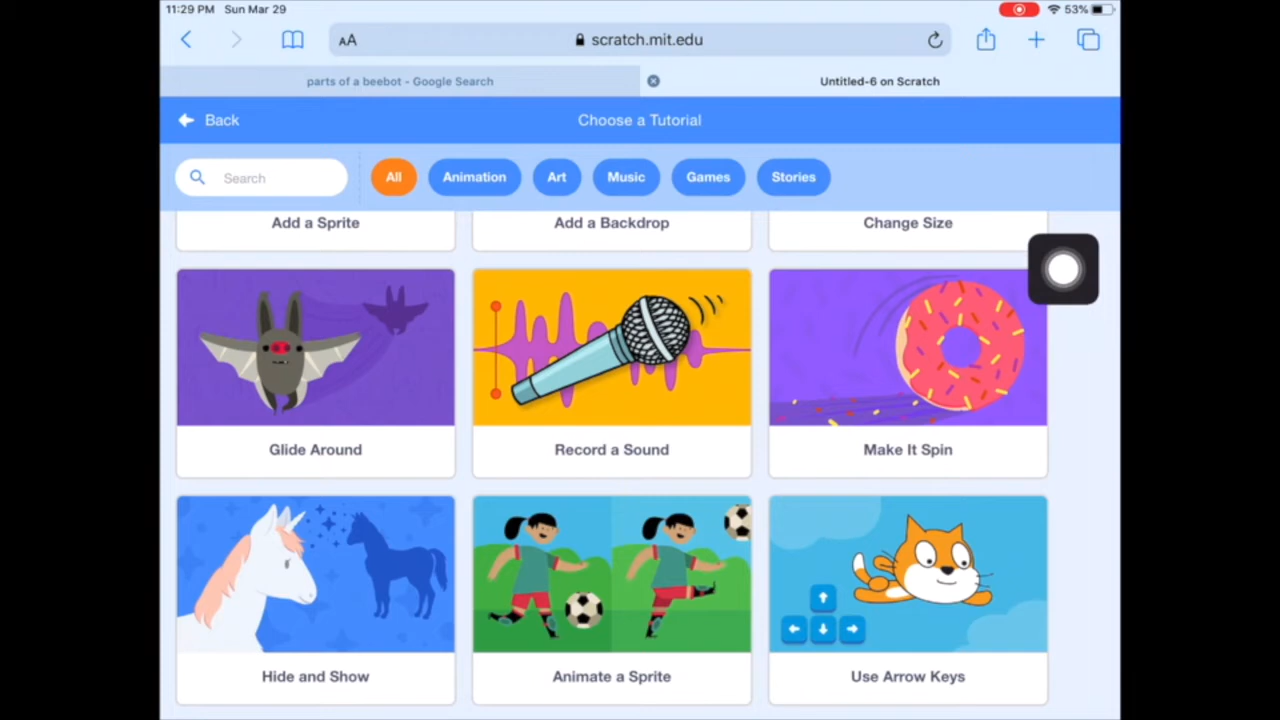 11:29 PM Sun Mar 29
53%
AA
scratch.mit.edu
parts of a beebot - Google Search
Untitled-6 on Scratch
Back
Choose a Tutorial
Search
All
Animation
Art
Music
Games
Stories
Add a Sprite
Add a Backdrop
Change Size
Glide Around
Record a Sound
Make It Spin
Hide and Show
Animate a Sprite
Use Arrow Keys